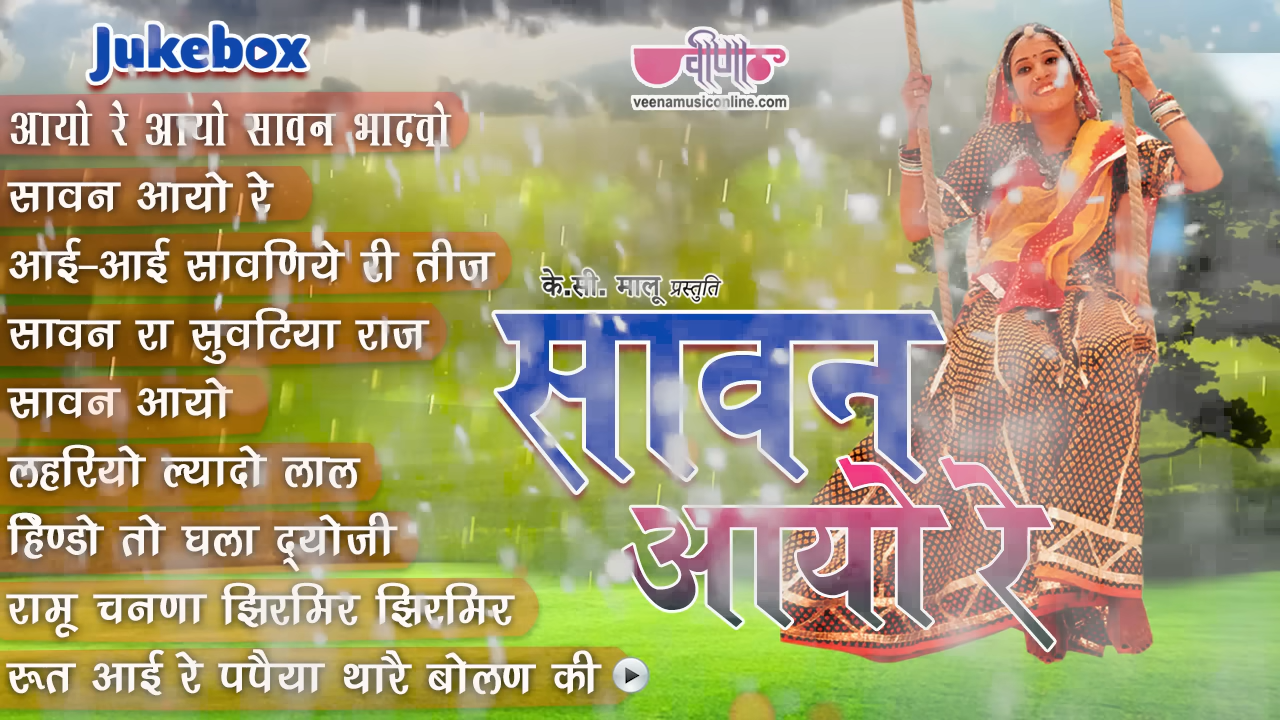 Jukebox
वीणा
veenamusiconline.com
आयो रे आयो सावन भादवो
सावन आयो रे
आई-आई सावणिये री तीज
सावन रा सुवटिया राज
सावन आयो
लहरियो ल्यादो लाल
हिण्डो तो घला द्योजी
रामू चनणा झिरमिर झिरमिर
रूत आई रे पपैया थारै बोलण की
के.सी. मालू प्रस्तुति
सावन
आयो रे